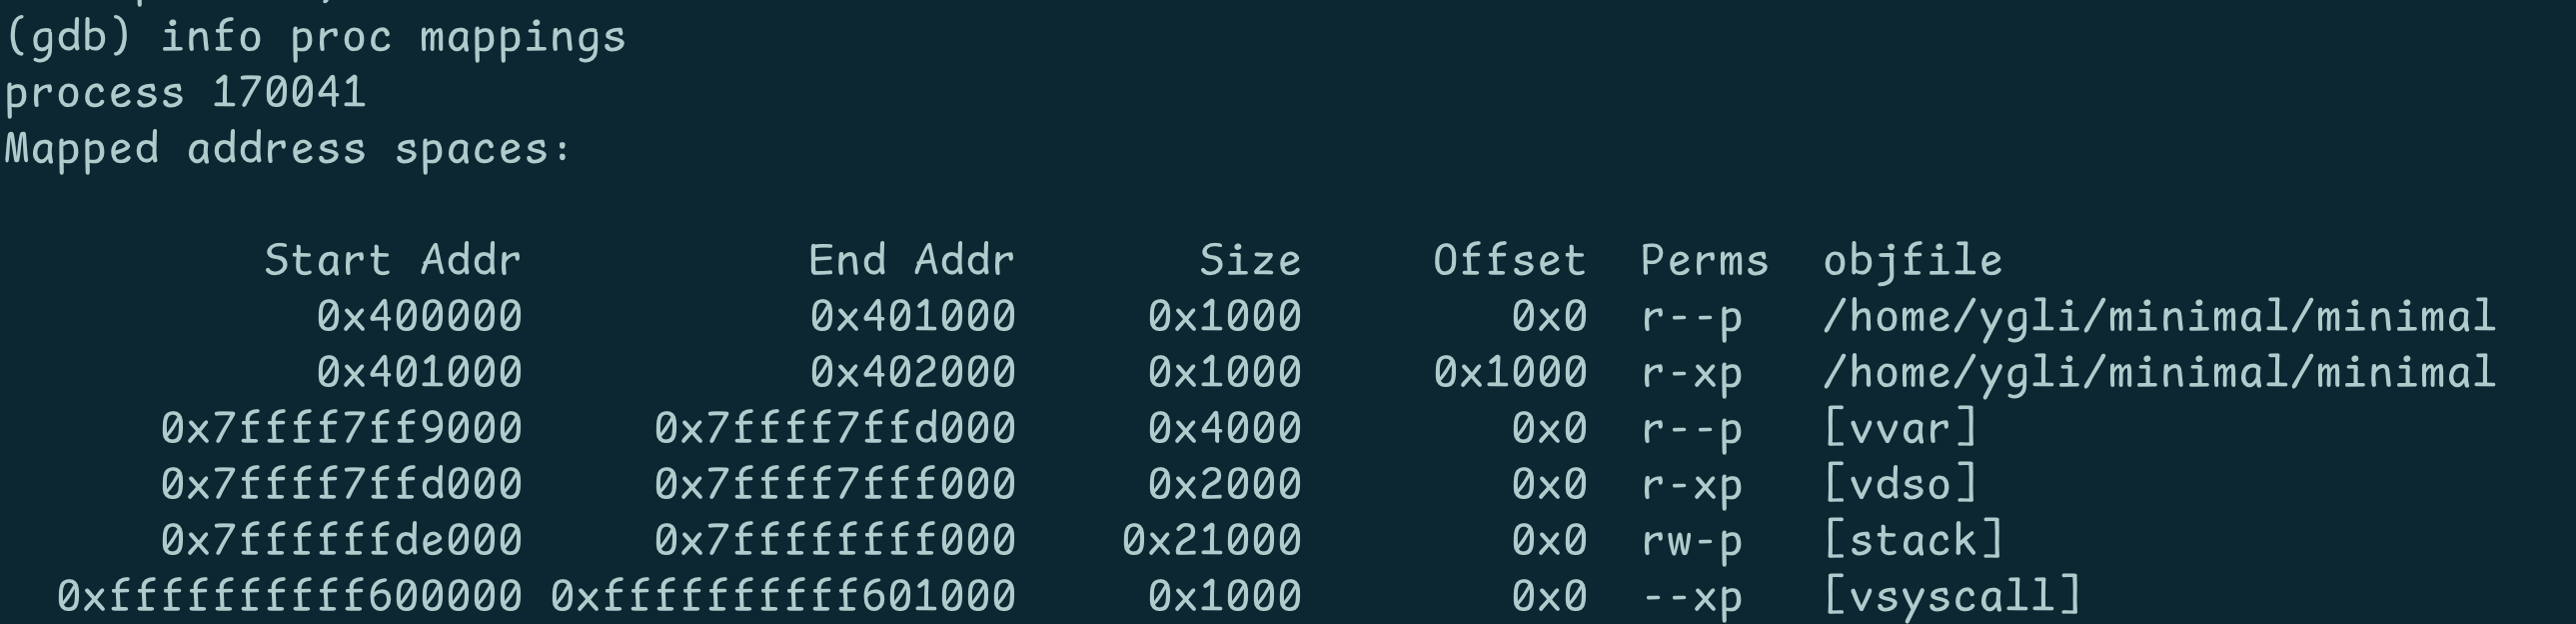 (gdb) info proc mappings
process 170041
Mapped address spaces:
Start Addr End Addr Size Offset Perms objfile
0x400000 0x401000 0x1000 0x0 r--p /home/ygli/minimal/minimal
0x401000 0x402000 0x1000 0x1000 r-xp /home/ygli/minimal/minimal
0x7ffff7ff9000 0x7ffff7ffd000 0x4000 0x0 r--p [vvar]
0x7ffff7ffd000 0x7ffff7fff000 0x2000 0x0 r-xp [vdso]
0x7ffffffde000 0x7ffffffff000 0x21000 0x0 rw-p [stack]
0xffffffffff600000 0xffffffffff601000 0x1000 0x0 --xp [vsyscall]